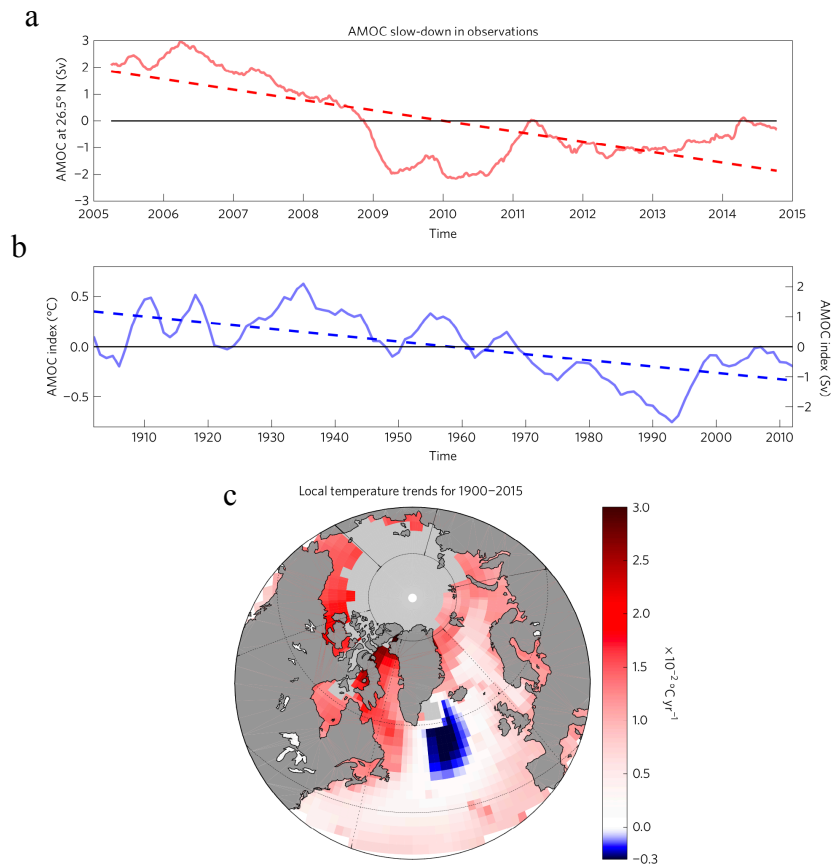 a
AMOC slow-down in observations
AMOC at 26.5° N (Sv)
3
2
1
0
−1
−2
−3
2005 2006 2007 2008 2009 2010 2011 2012 2013 2014 2015
Time
b
AMOC index (°C)
0.5
0.0
−0.5
2
1
0
−1
−2
AMOC index (Sv)
1910 1920 1930 1940 1950 1960 1970 1980 1990 2000 2010
Time
c
Local temperature trends for 1900−2015
3.0
2.5
2.0
1.5
1.0
0.5
0.0
−0.3
×10⁻² °C yr⁻¹